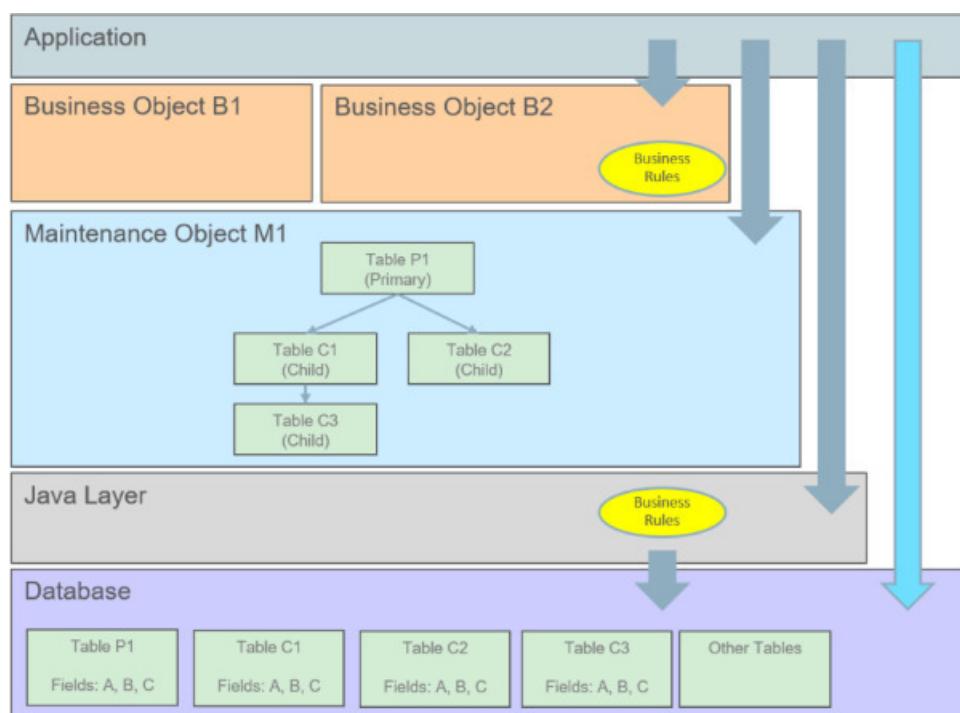 Application
Business Object B1
Business Object B2
Business
Rules
Maintenance Object M1
Table P1
(Primary)
Table C1
(Child)
Table C2
(Child)
Table C3
(Child)
Java Layer
Business
Rules
Database
Table P1
Fields: A, B, C
Table C1
Fields: A, B, C
Table C2
Fields: A, B, C
Table C3
Fields: A, B, C
Other Tables